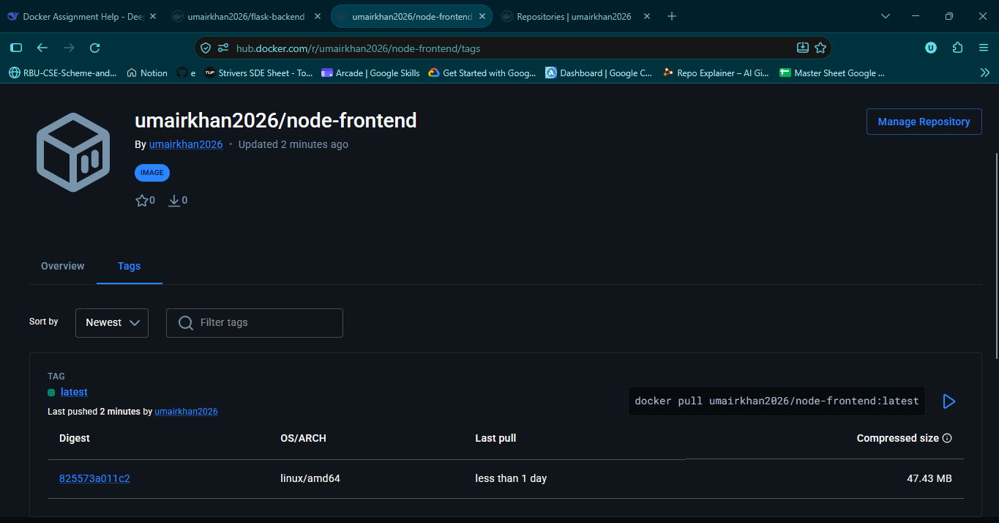 Docker Assignment Help - Dee
umairkhan2026/flask-backend
umairkhan2026/node-frontend
Repositories | umairkhan2026
hub.docker.com/r/umairkhan2026/node-frontend/tags
U
RBU-CSE-Scheme-and...
Notion
e
TUF
Strivers SDE Sheet - To...
Arcade | Google Skills
Get Started with Goog...
Dashboard | Google C...
Repo Explainer – AI Gi...
Master Sheet Google ...
umairkhan2026/node-frontend
Manage Repository
By umairkhan2026 • Updated 2 minutes ago
IMAGE
0 0
Overview Tags
Sort by Newest Filter tags
TAG
latest
docker pull umairkhan2026/node-frontend:latest
Last pushed 2 minutes by umairkhan2026
Digest OS/ARCH Last pull Compressed size
825573a011c2 linux/amd64 less than 1 day 47.43 MB